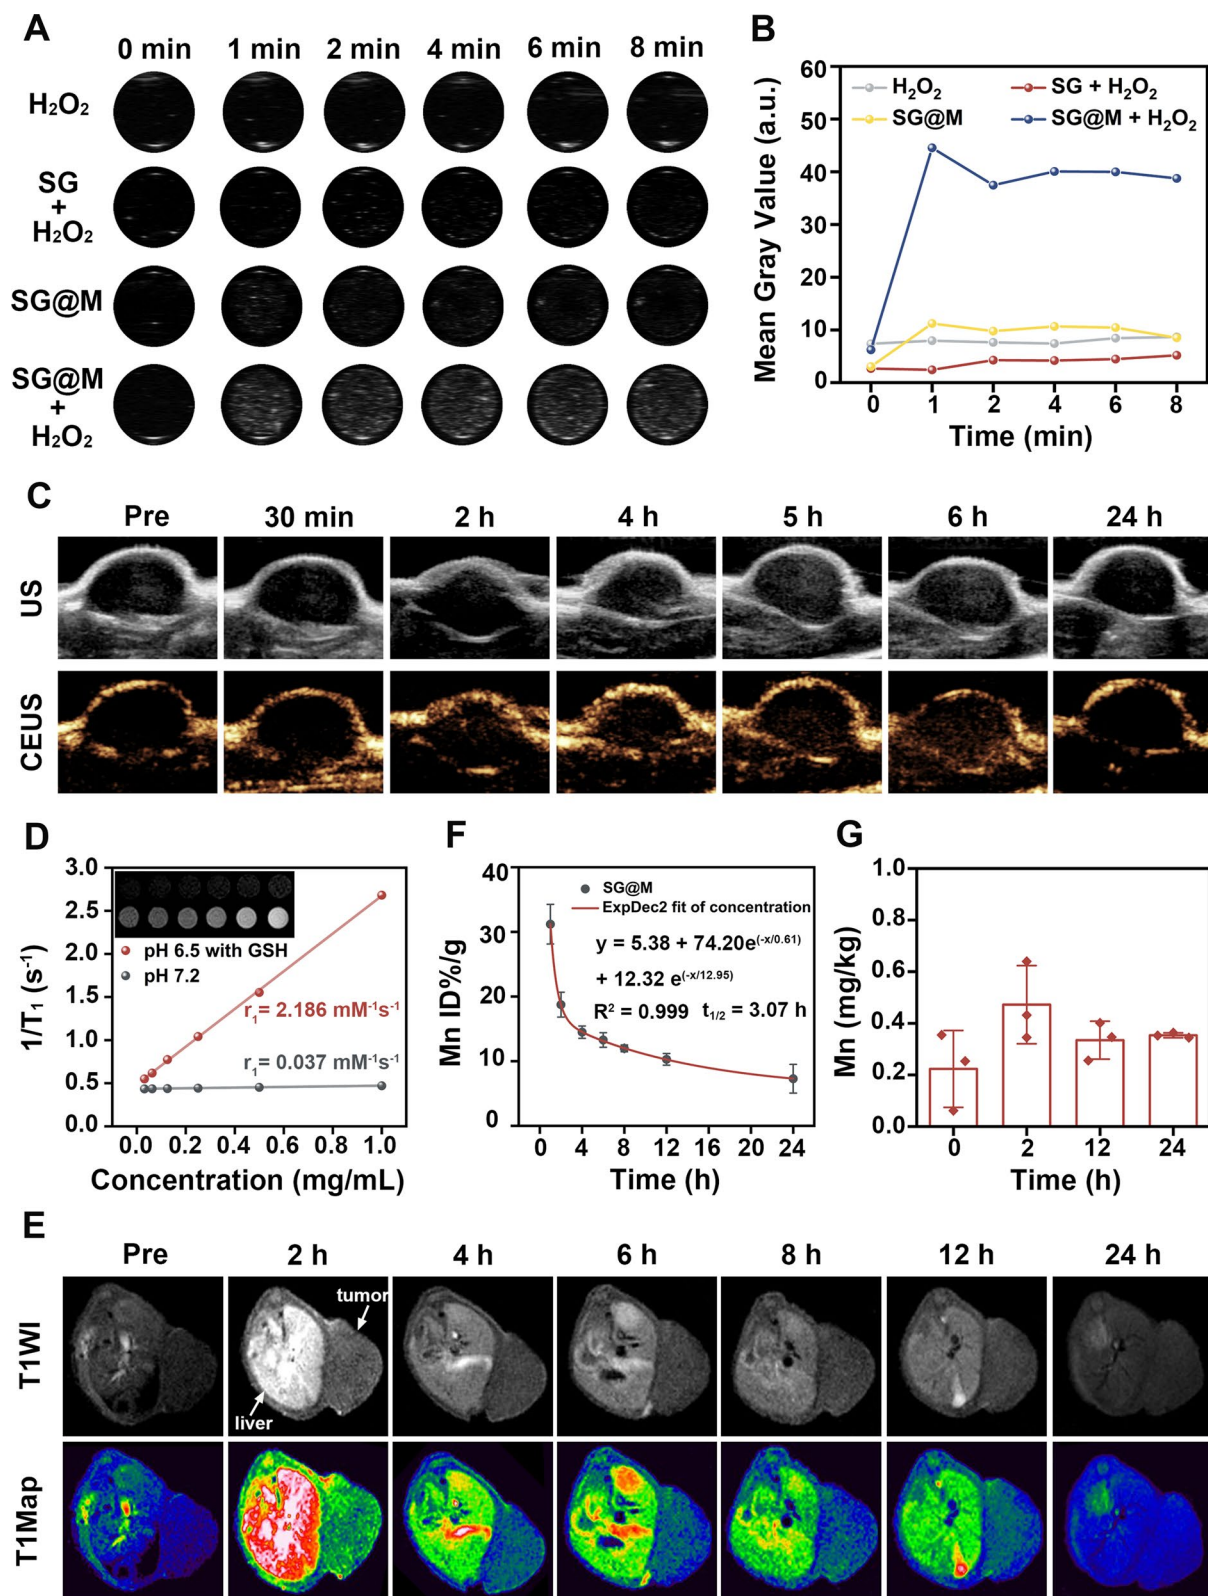 A
0 min 1 min 2 min 4 min 6 min 8 min
H₂O₂
SG
+
H₂O₂
SG@M
SG@M
+
H₂O₂
B
Mean Gray Value (a.u.)
60
50
40
30
20
10
0
H₂O₂ SG + H₂O₂
SG@M SG@M + H₂O₂
0 1 2 4 6 8
Time (min)
C
Pre 30 min 2 h 4 h 5 h 6 h 24 h
US
CEUS
D
1/T₁ (s⁻¹)
3.0
2.5
2.0
1.5
1.0
0.5
0.0
pH 6.5 with GSH
pH 7.2
r₁= 2.186 mM⁻¹s⁻¹
r₁= 0.037 mM⁻¹s⁻¹
0.0 0.2 0.4 0.6 0.8 1.0
Concentration (mg/mL)
F
Mn ID%/g
40
30
20
10
0
SG@M
ExpDec2 fit of concentration
y = 5.38 + 74.20e⁽⁻ˣ/⁰·⁶¹⁾
+ 12.32 e⁽⁻ˣ/¹²·⁹⁵⁾
R² = 0.999 t₁/₂ = 3.07 h
0 4 8 12 16 20 24
Time (h)
G
Mn (mg/kg)
1.0
0.8
0.6
0.4
0.2
0.0
0 2 12 24
Time (h)
E
Pre 2 h 4 h 6 h 8 h 12 h 24 h
T1WI
tumor
liver
T1Map